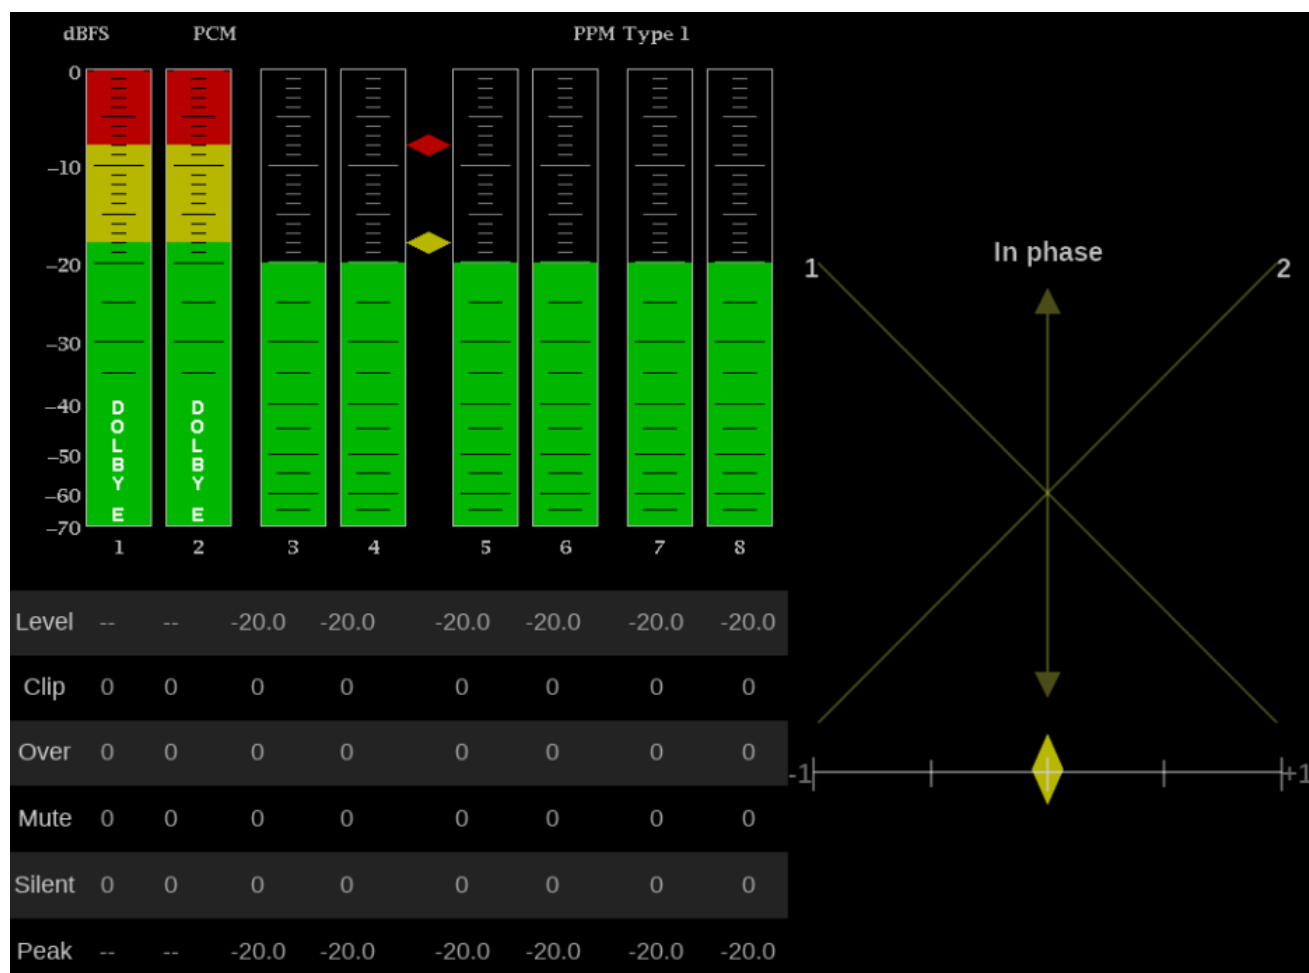 dBFS PCM PPM Type 1
0
-10
-20
-30
-40
-50
-60
-70
DOLBY E
DOLBY E
1 2 3 4 5 6 7 8
Level -- -- -20.0 -20.0 -20.0 -20.0 -20.0 -20.0
Clip 0 0 0 0 0 0 0 0
Over 0 0 0 0 0 0 0 0
Mute 0 0 0 0 0 0 0 0
Silent 0 0 0 0 0 0 0 0
Peak -- -- -20.0 -20.0 -20.0 -20.0 -20.0 -20.0
In phase
1 2
-1 +1